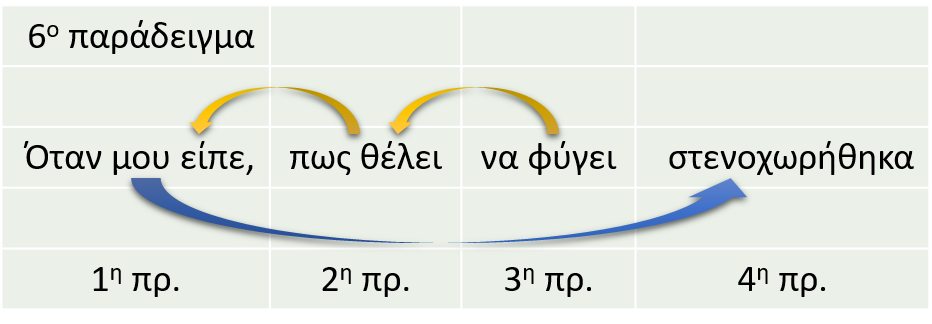 6ο παράδειγμα
Όταν μου είπε, πως θέλει να φύγει στενοχωρήθηκα
1η πρ. 2η πρ. 3η πρ. 4η πρ.